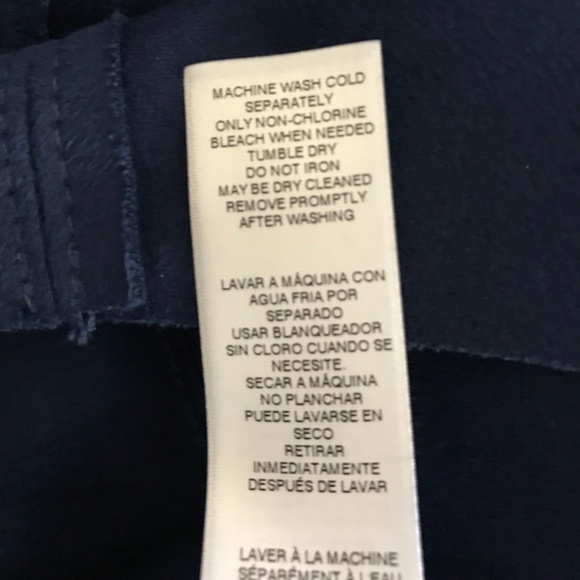 MACHINE WASH COLD
SEPARATELY
ONLY NON-CHLORINE
BLEACH WHEN NEEDED
TUMBLE DRY
DO NOT IRON
MAY BE DRY CLEANED
REMOVE PROMPTLY
AFTER WASHING
LAVAR A MÁQUINA CON
AGUA FRIA POR
SEPARADO
USAR BLANQUEADOR
SIN CLORO CUANDO SE
NECESITE.
SECAR A MÁQUINA
NO PLANCHAR
PUEDE LAVARSE EN
SECO
RETIRAR
INMEDIATAMENTE
DESPUÉS DE LAVAR
LAVER À LA MACHINE
SÉPARÉMENT À L'EAU